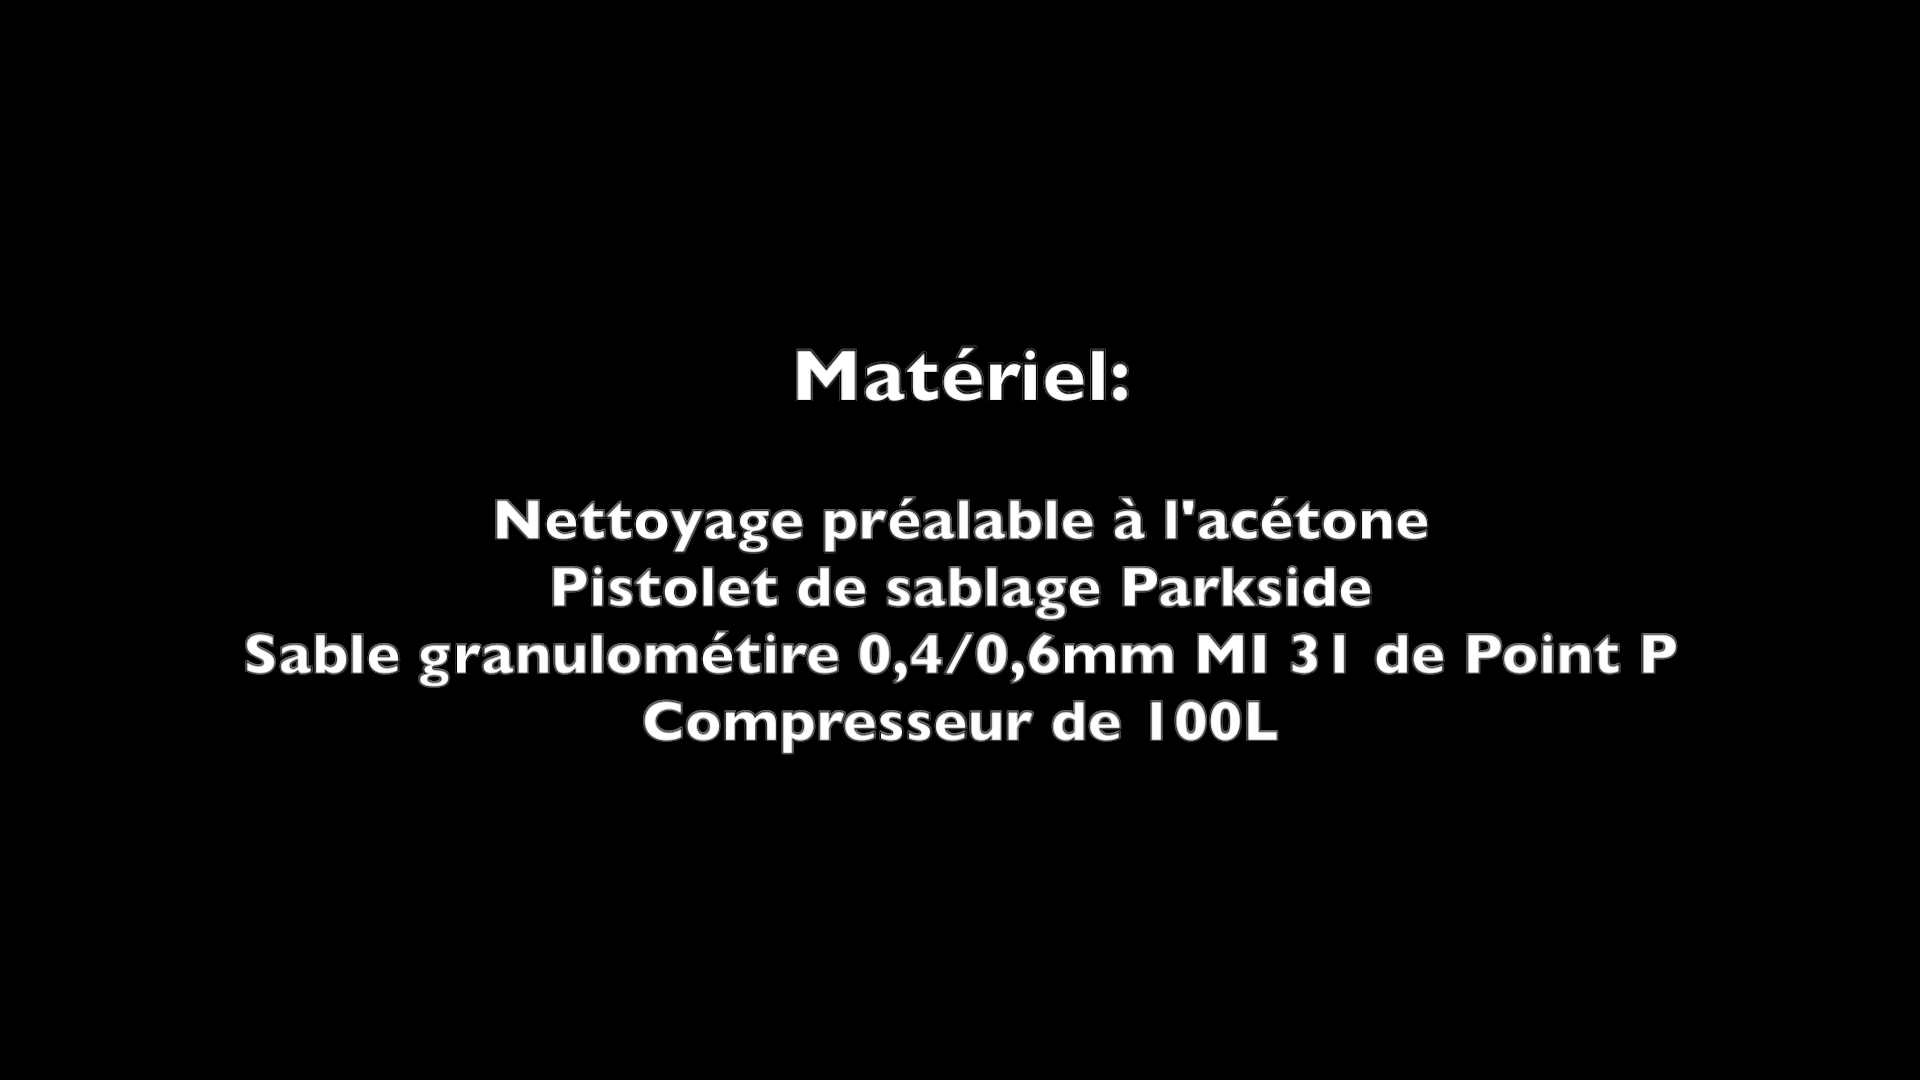 Matériel:
Nettoyage préalable à l'acétone
Pistolet de sablage Parkside
Sable granulométire 0,4/0,6mm MI 31 de Point P
Compresseur de 100L